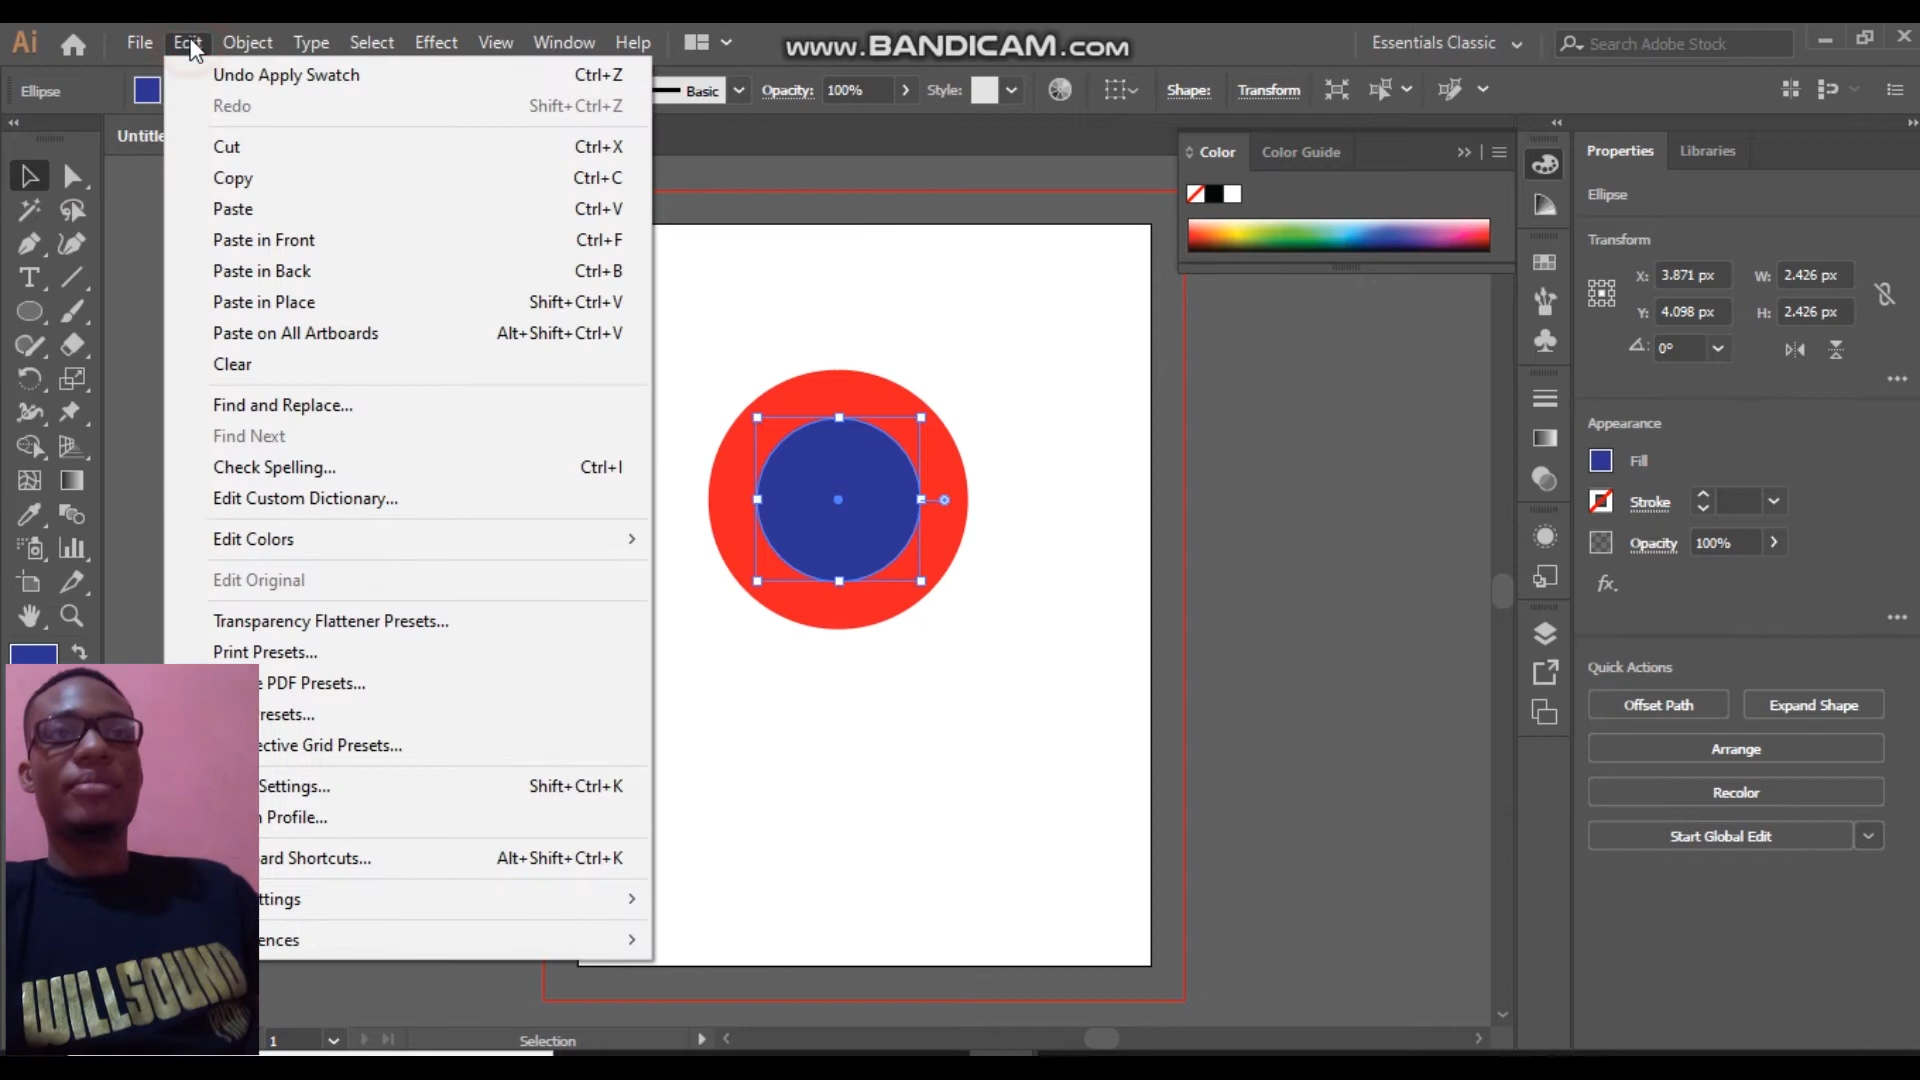 Ai File Edit Object Type Select Effect View Window Help www.BANDICAM.com Essentials Classic Search Adobe Stock
Ellipse Basic Opacity: 100% Style: Shape: Transform
Untitle
Undo Apply Swatch Ctrl+Z
Redo Shift+Ctrl+Z
Cut Ctrl+X
Copy Ctrl+C
Paste Ctrl+V
Paste in Front Ctrl+F
Paste in Back Ctrl+B
Paste in Place Shift+Ctrl+V
Paste on All Artboards Alt+Shift+Ctrl+V
Clear
Find and Replace...
Find Next
Check Spelling... Ctrl+I
Edit Custom Dictionary...
Edit Colors
Edit Original
Transparency Flattener Presets...
Print Presets...
e PDF Presets...
resets...
ective Grid Presets...
Settings... Shift+Ctrl+K
n Profile...
ard Shortcuts... Alt+Shift+Ctrl+K
ttings
ences
WILLSOUND
1 Selection
Color Color Guide
Properties Libraries
Ellipse
Transform
X: 3.871 px W: 2.426 px
Y: 4.098 px H: 2.426 px
0°
Appearance
Fill
Stroke
Opacity 100%
fx.
Quick Actions
Offset Path Expand Shape
Arrange
Recolor
Start Global Edit